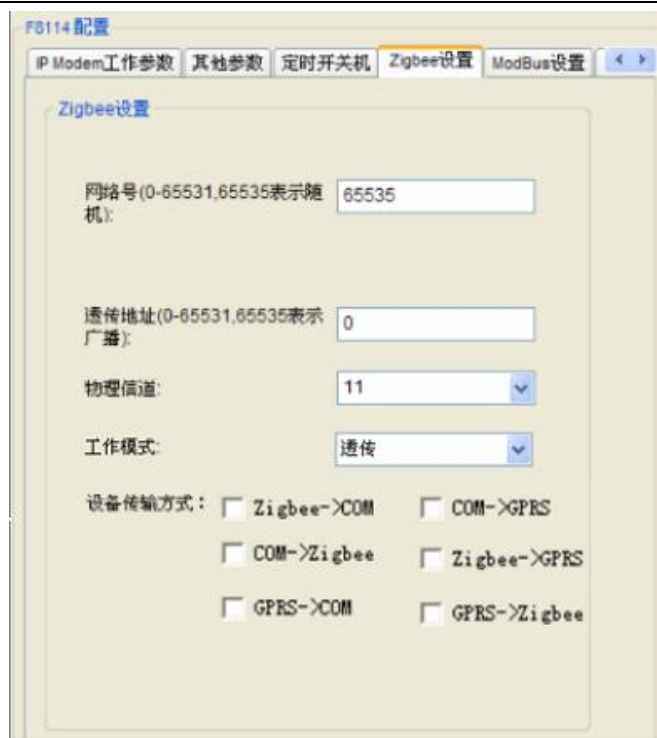 F8114 配置
IP Modem工作参数 其他参数 定时开关机 Zigbee设置 ModBus设置
Zigbee设置
网络号(0-65531,65535表示随 65535
机):
透传地址(0-65531,65535表示 0
广播):
物理信道: 11
工作模式: 透传
设备传输方式： Zigbee->COM COM->GPRS
COM->Zigbee Zigbee->GPRS
GPRS->COM GPRS->Zigbee